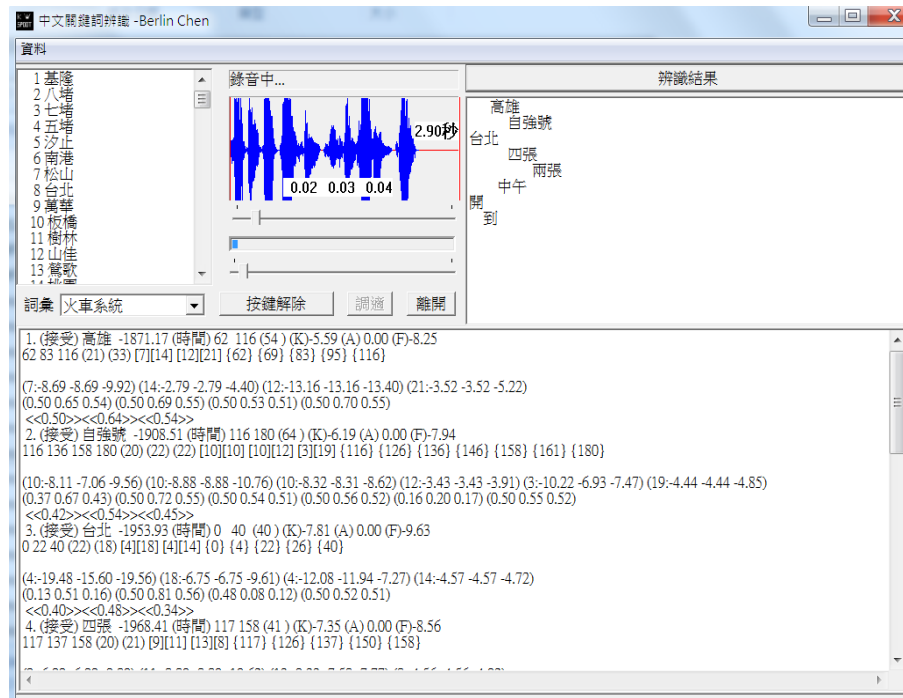 中文關鍵詞辨識 -Berlin Chen
資料
1 基隆
2 八堵
3 七堵
4 五堵
5 汐止
6 南港
7 松山
8 台北
9 萬華
10 板橋
11 樹林
12 山佳
13 鶯歌
錄音中...
2.90秒
0.02 0.03 0.04
詞彙 火車系統
按鍵解除 調適 離開
辨識結果
高雄
自強號
台北
四張
兩張
中午
開
到
1. (接受) 高雄 -1871.17 (時間) 62 116 (54 ) (K)-5.59 (A) 0.00 (F)-8.25
62 83 116 (21) (33) [7][14] [12][21] {62} {69} {83} {95} {116}
(7:-8.69 -8.69 -9.92) (14:-2.79 -2.79 -4.40) (12:-13.16 -13.16 -13.40) (21:-3.52 -3.52 -5.22)
(0.50 0.65 0.54) (0.50 0.69 0.55) (0.50 0.53 0.51) (0.50 0.70 0.55)
<<0.50>><<0.64>><<0.54>>
2. (接受) 自強號 -1908.51 (時間) 116 180 (64 ) (K)-6.19 (A) 0.00 (F)-7.94
116 136 158 180 (20) (22) (22) [10][10] [10][12] [3][19] {116} {126} {136} {146} {158} {161} {180}
(10:-8.11 -7.06 -9.56) (10:-8.88 -8.88 -10.76) (10:-8.32 -8.31 -8.62) (12:-3.43 -3.43 -3.91) (3:-10.22 -6.93 -7.47) (19:-4.44 -4.44 -4.85)
(0.37 0.67 0.43) (0.50 0.72 0.55) (0.50 0.54 0.51) (0.50 0.56 0.52) (0.16 0.20 0.17) (0.50 0.55 0.52)
<<0.42>><<0.54>><<0.45>>
3. (接受) 台北 -1953.93 (時間) 0 40 (40 ) (K)-7.81 (A) 0.00 (F)-9.63
0 22 40 (22) (18) [4][18] [4][14] {0} {4} {22} {26} {40}
(4:-19.48 -15.60 -19.56) (18:-6.75 -6.75 -9.61) (4:-12.08 -11.94 -7.27) (14:-4.57 -4.57 -4.72)
(0.13 0.51 0.16) (0.50 0.81 0.56) (0.48 0.08 0.12) (0.50 0.52 0.51)
<<0.40>><<0.48>><<0.34>>
4. (接受) 四張 -1968.41 (時間) 117 158 (41 ) (K)-7.35 (A) 0.00 (F)-8.56
117 137 158 (20) (21) [9][11] [13][8] {117} {126} {137} {150} {158}